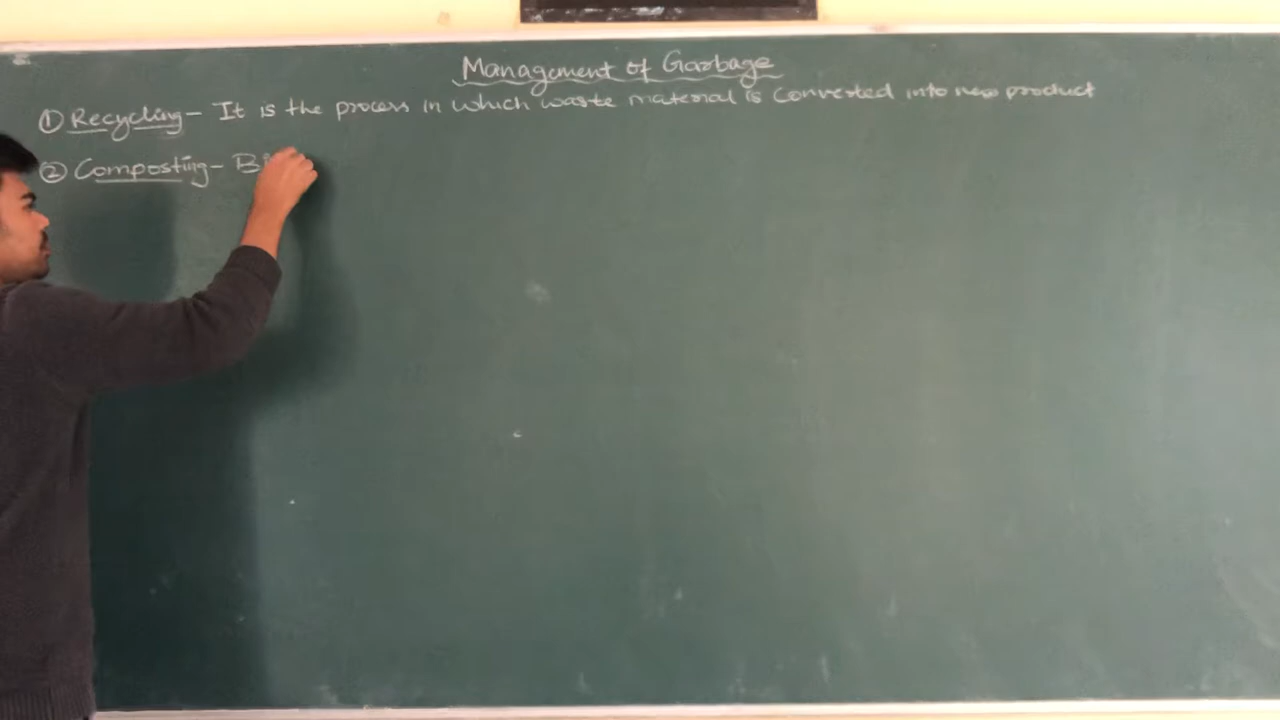 Management of Garbage
① Recycling - It is the process in which waste material is converted into new product
② Composting - B